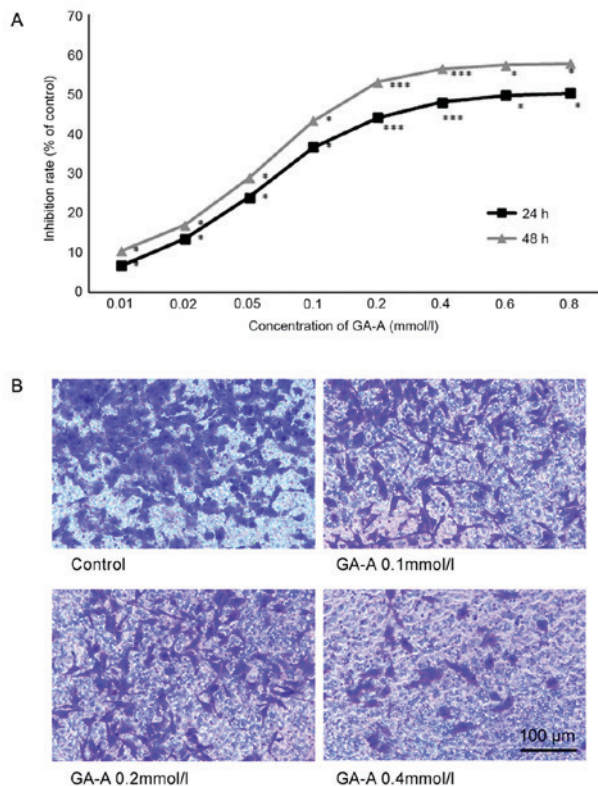 A
Inhibition rate (% of control)
70
60
50
40
30
20
10
0
* * * * *** *** * *
* * * * *** *** * *
24 h
48 h
0.01 0.02 0.05 0.1 0.2 0.4 0.6 0.8
Concentration of GA-A (mmol/l)
B
Control
GA-A 0.1mmol/l
GA-A 0.2mmol/l
100 µm
GA-A 0.4mmol/l